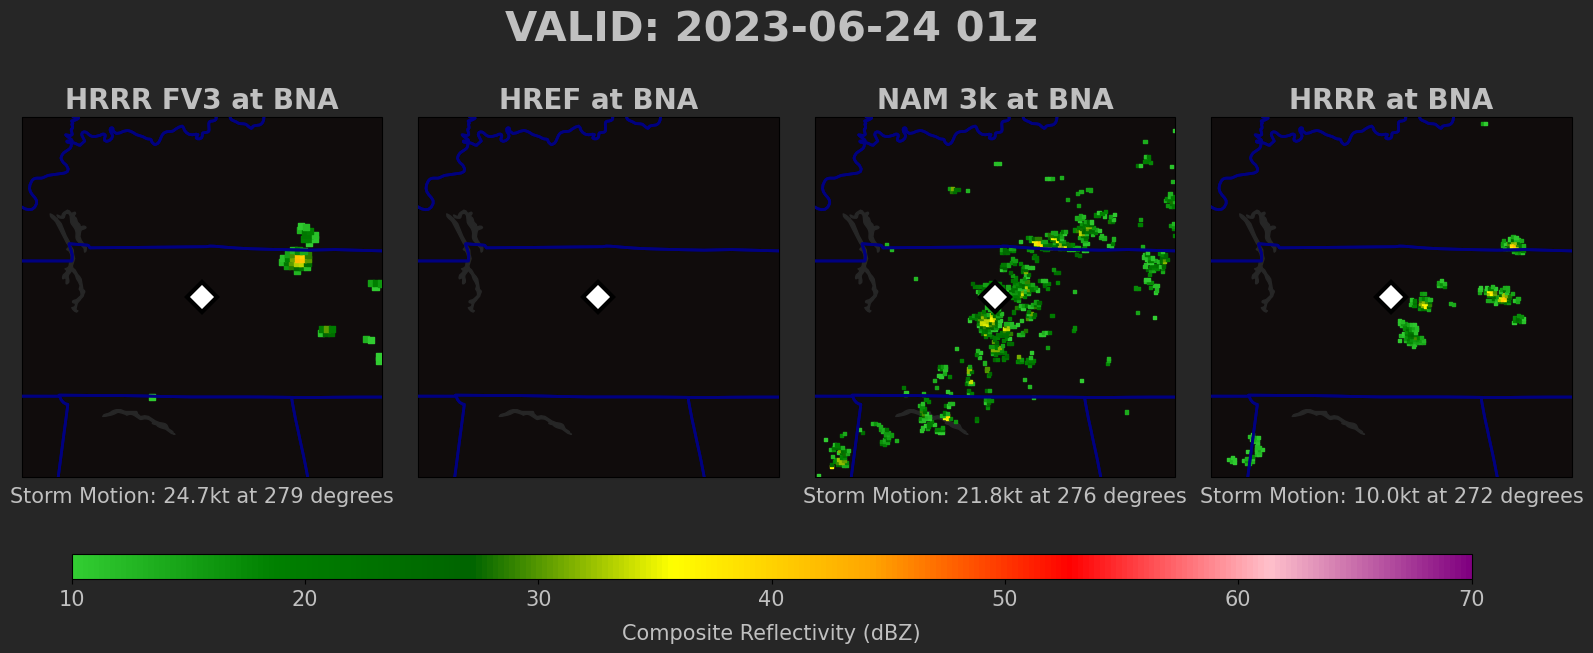 VALID: 2023-06-24 01z
HRRR FV3 at BNA
HREF at BNA
NAM 3k at BNA
HRRR at BNA
Storm Motion: 24.7kt at 279 degrees
Storm Motion: 21.8kt at 276 degrees
Storm Motion: 10.0kt at 272 degrees
10 20 30 40 50 60 70
Composite Reflectivity (dBZ)